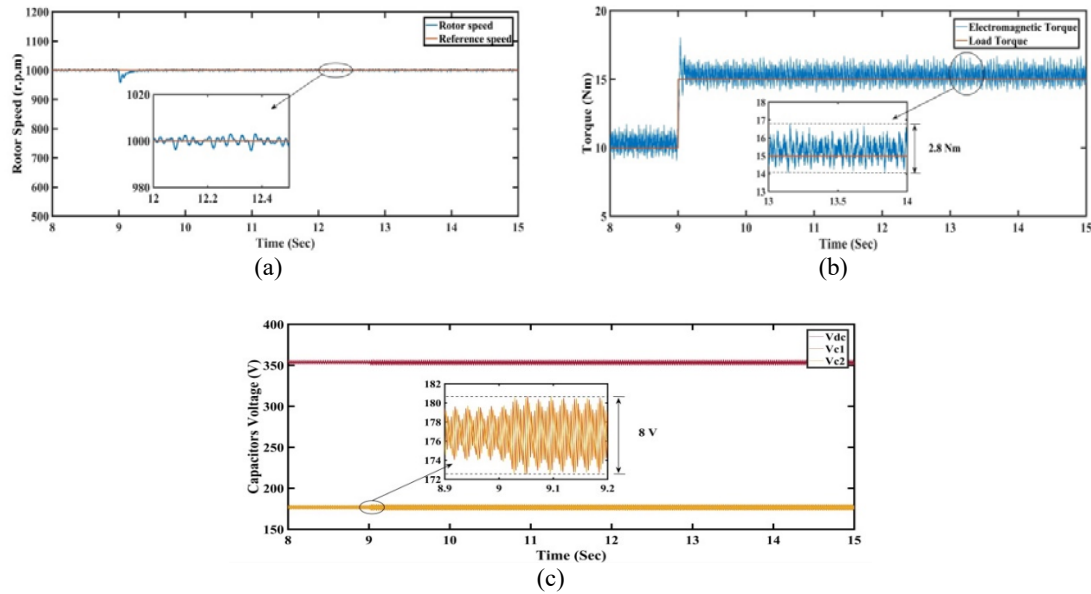 1200
Rotor speed
Reference speed
1100
1000
900
800
700
600
500
Rotor Speed (r.p.m)
1020
1000
980
12 12.2 12.4
8 9 10 11 12 13 14 15
Time (Sec)
(a)
20
Electromagnetic Torque
Load Torque
15
10
5
Torque (Nm)
18
17
16
15
14
13
13 13.5 14
2.8 Nm
8 9 10 11 12 13 14 15
Time (Sec)
(b)
400
Vdc
Vc1
Vc2
350
300
250
200
150
Capacitors Voltage (V)
182
180
178
176
174
172
8.9 9 9.1 9.2
8 V
8 9 10 11 12 13 14 15
Time (Sec)
(c)